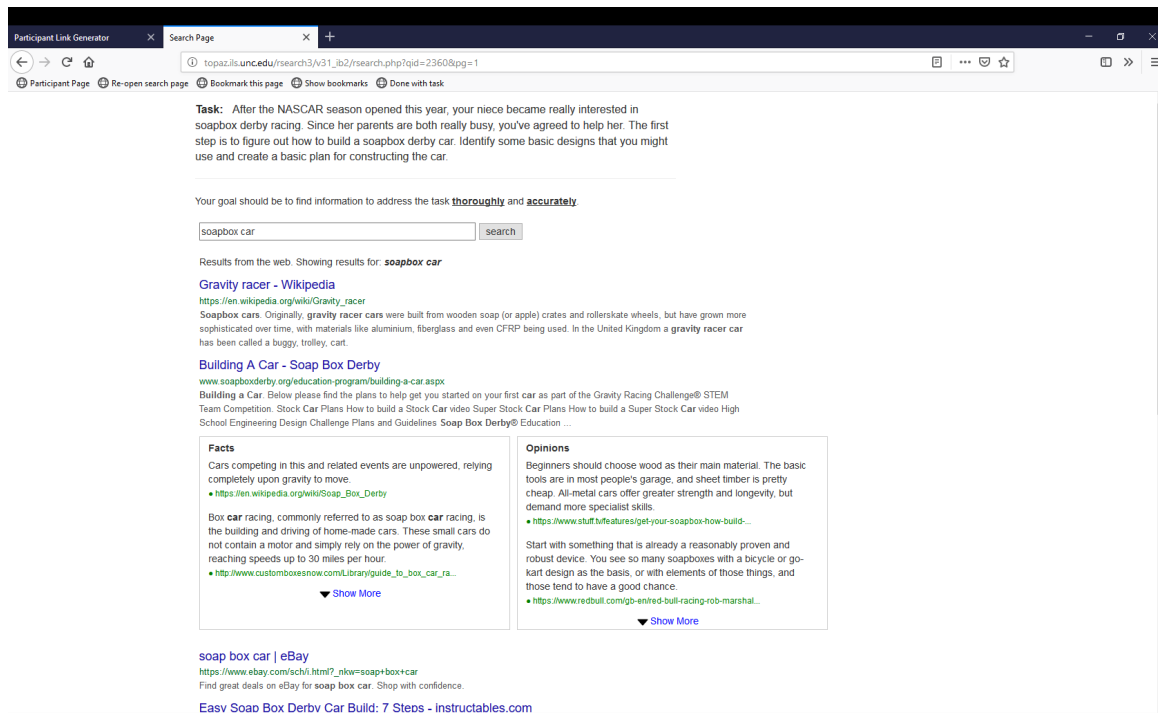 Participant Link Generator
Search Page
topaz.ils.unc.edu/rsearch3/v31_ib2/rsearch.php?qid=2360&pg=1
Participant Page Re-open search page Bookmark this page Show bookmarks Done with task
Task: After the NASCAR season opened this year, your niece became really interested in
soapbox derby racing. Since her parents are both really busy, you've agreed to help her. The first
step is to figure out how to build a soapbox derby car. Identify some basic designs that you might
use and create a basic plan for constructing the car.
Your goal should be to find information to address the task thoroughly and accurately.
soapbox car search
Results from the web. Showing results for: soapbox car
Gravity racer - Wikipedia
https://en.wikipedia.org/wiki/Gravity_racer
Soapbox cars. Originally, gravity racer cars were built from wooden soap (or apple) crates and rollerskate wheels, but have grown more
sophisticated over time, with materials like aluminium, fiberglass and even CFRP being used. In the United Kingdom a gravity racer car
has been called a buggy, trolley, cart.
Building A Car - Soap Box Derby
www.soapboxderby.org/education-program/building-a-car.aspx
Building a Car. Below please find the plans to help get you started on your first car as part of the Gravity Racing Challenge® STEM
Team Competition. Stock Car Plans How to build a Stock Car video Super Stock Car Plans How to build a Super Stock Car video High
School Engineering Design Challenge Plans and Guidelines Soap Box Derby® Education ...
Facts
Cars competing in this and related events are unpowered, relying
completely upon gravity to move.
• https://en.wikipedia.org/wiki/Soap_Box_Derby
Box car racing, commonly referred to as soap box car racing, is
the building and driving of home-made cars. These small cars do
not contain a motor and simply rely on the power of gravity,
reaching speeds up to 30 miles per hour.
• http://www.customboxesnow.com/Library/guide_to_box_car_ra...
Show More
Opinions
Beginners should choose wood as their main material. The basic
tools are in most people's garage, and sheet timber is pretty
cheap. All-metal cars offer greater strength and longevity, but
demand more specialist skills.
• https://www.stuff.tv/features/get-your-soapbox-how-build-...
Start with something that is already a reasonably proven and
robust device. You see so many soapboxes with a bicycle or go-
kart design as the basis, or with elements of those things, and
those tend to have a good chance.
• https://www.redbull.com/gb-en/red-bull-racing-rob-marshal...
Show More
soap box car | eBay
https://www.ebay.com/sch/i.html?_nkw=soap+box+car
Find great deals on eBay for soap box car. Shop with confidence.
Easy Soap Box Derby Car Build: 7 Steps - instructables.com